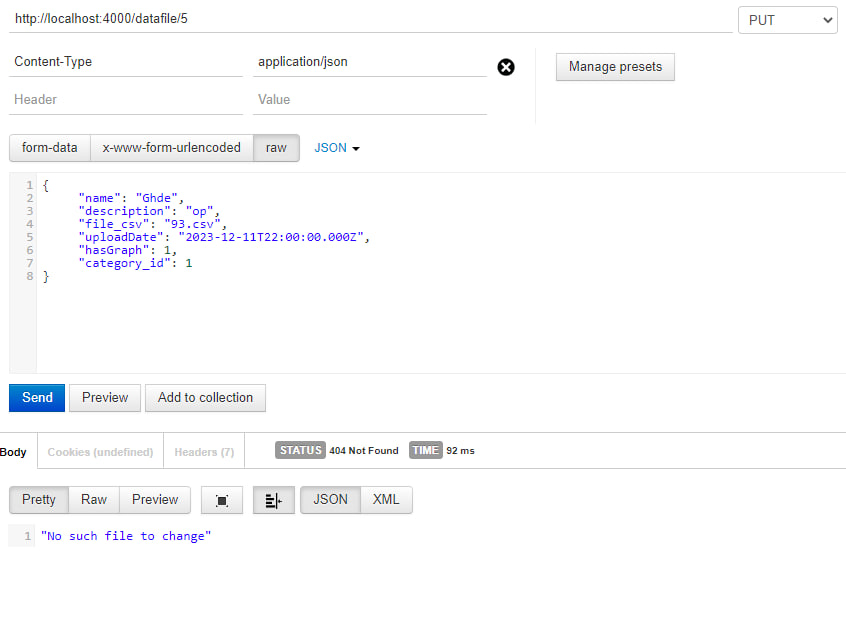 http://localhost:4000/datafile/5 PUT
Content-Type application/json Manage presets
Header Value
form-data x-www-form-urlencoded raw JSON
1 {
2 "name": "Ghde",
3 "description": "op",
4 "file_csv": "93.csv",
5 "uploadDate": "2023-12-11T22:00:00.000Z",
6 "hasGraph": 1,
7 "category_id": 1
8 }
Send Preview Add to collection
Body Cookies (undefined) Headers (7) STATUS 404 Not Found TIME 92 ms
Pretty Raw Preview JSON XML
1 "No such file to change"